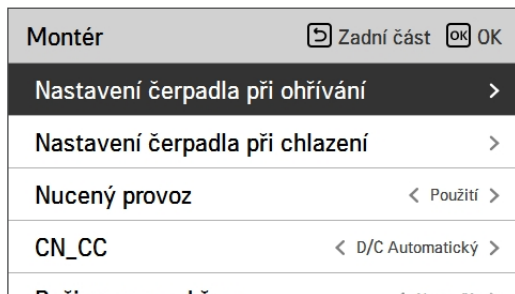 Montér Zadní část OK OK
Nastavení čerpadla při ohřívání >
Nastavení čerpadla při chlazení >
Nucený provoz < Použití >
CN_CC < D/C Automatický >